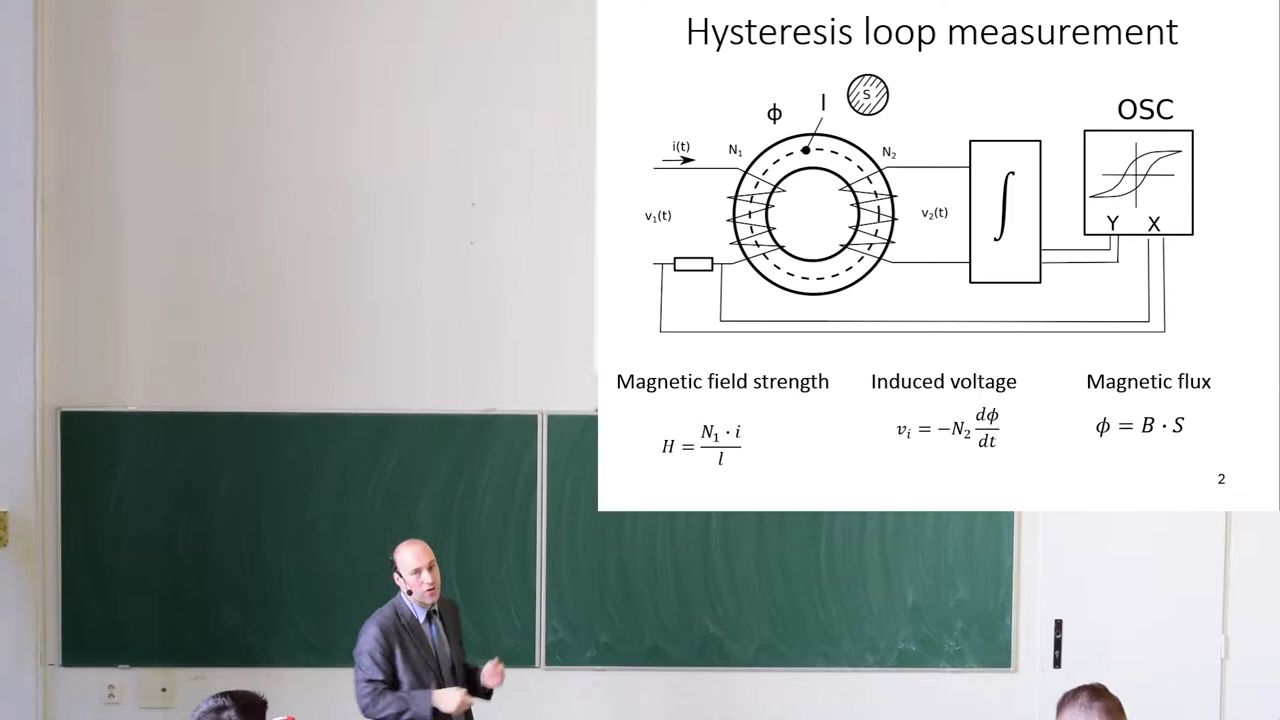 Hysteresis loop measurement
S
OSC
ϕ
l
i(t)
N₁
N₂
v₁(t)
v₂(t)
∫
Y X
Magnetic field strength
Induced voltage
Magnetic flux
H = N₁ · i / l
vᵢ = −N₂ dϕ/dt
ϕ = B · S
2